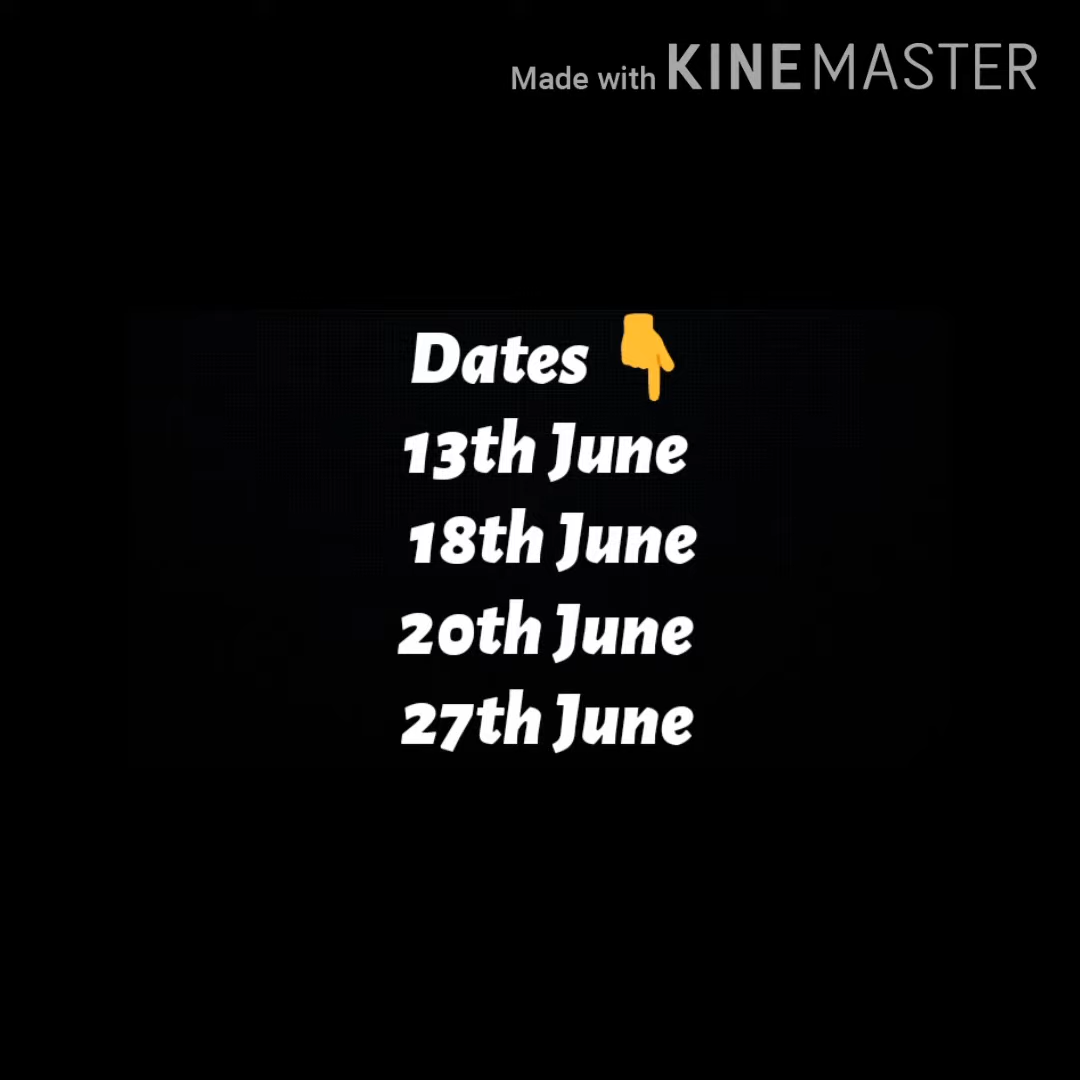 Made with KINEMASTER
Dates 👇
13th June
18th June
20th June
27th June